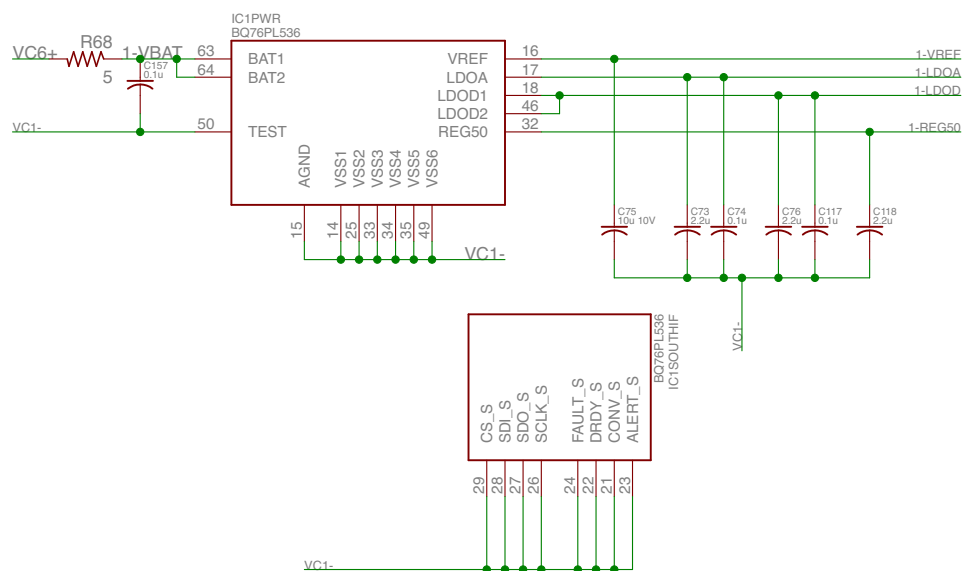 IC1PWR
BQ76PL536
VC6+
R68
5
1-VBAT
C157
0.1u
VC1-
63
64
50
BAT1
BAT2
TEST
VREF
LDOA
LDOD1
LDOD2
REG50
16
17
18
46
32
1-VREF
1-LDOA
1-LDOD
1-REG50
AGND
VSS1
VSS2
VSS3
VSS4
VSS5
VSS6
15
14
25
33
34
35
49
VC1-
C75
10u 10V
C73
2.2u
C74
0.1u
C76
2.2u
C117
0.1u
C118
2.2u
VC1-
BQ76PL536
IC1SOUTHIF
CS_S
SDI_S
SDO_S
SCLK_S
FAULT_S
DRDY_S
CONV_S
ALERT_S
29
28
27
26
24
22
21
23
VC1-